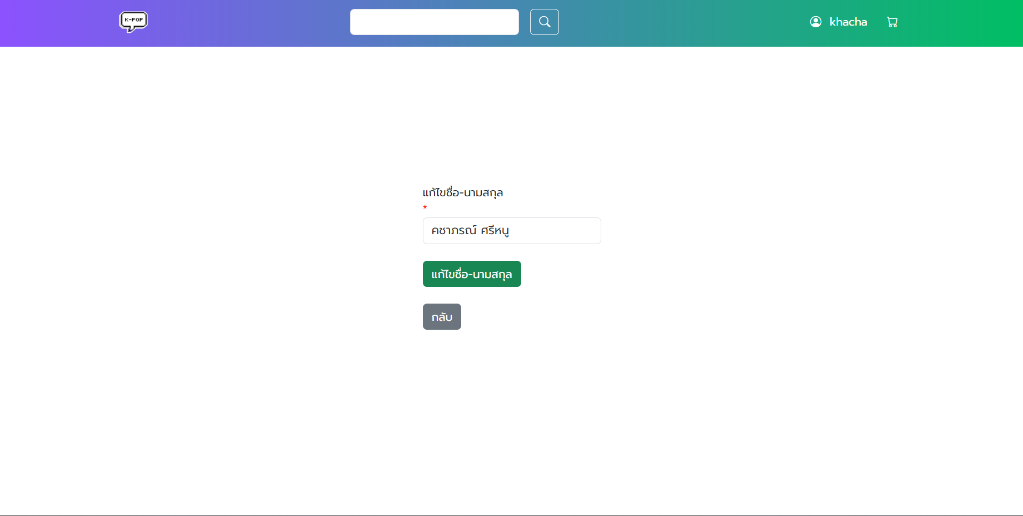 K-POP
khacha
แก้ไขชื่อ-นามสกุล
*
คชาภรณ์ ศรีหนู
แก้ไขชื่อ-นามสกุล
กลับ